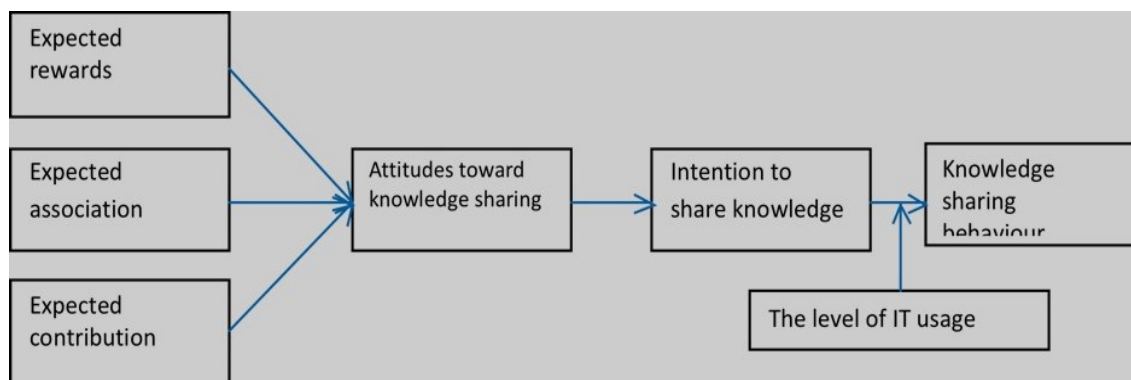 Expected
rewards
Expected
association
Expected
contribution
Attitudes toward
knowledge sharing
Intention to
share knowledge
Knowledge
sharing
behaviour
The level of IT usage